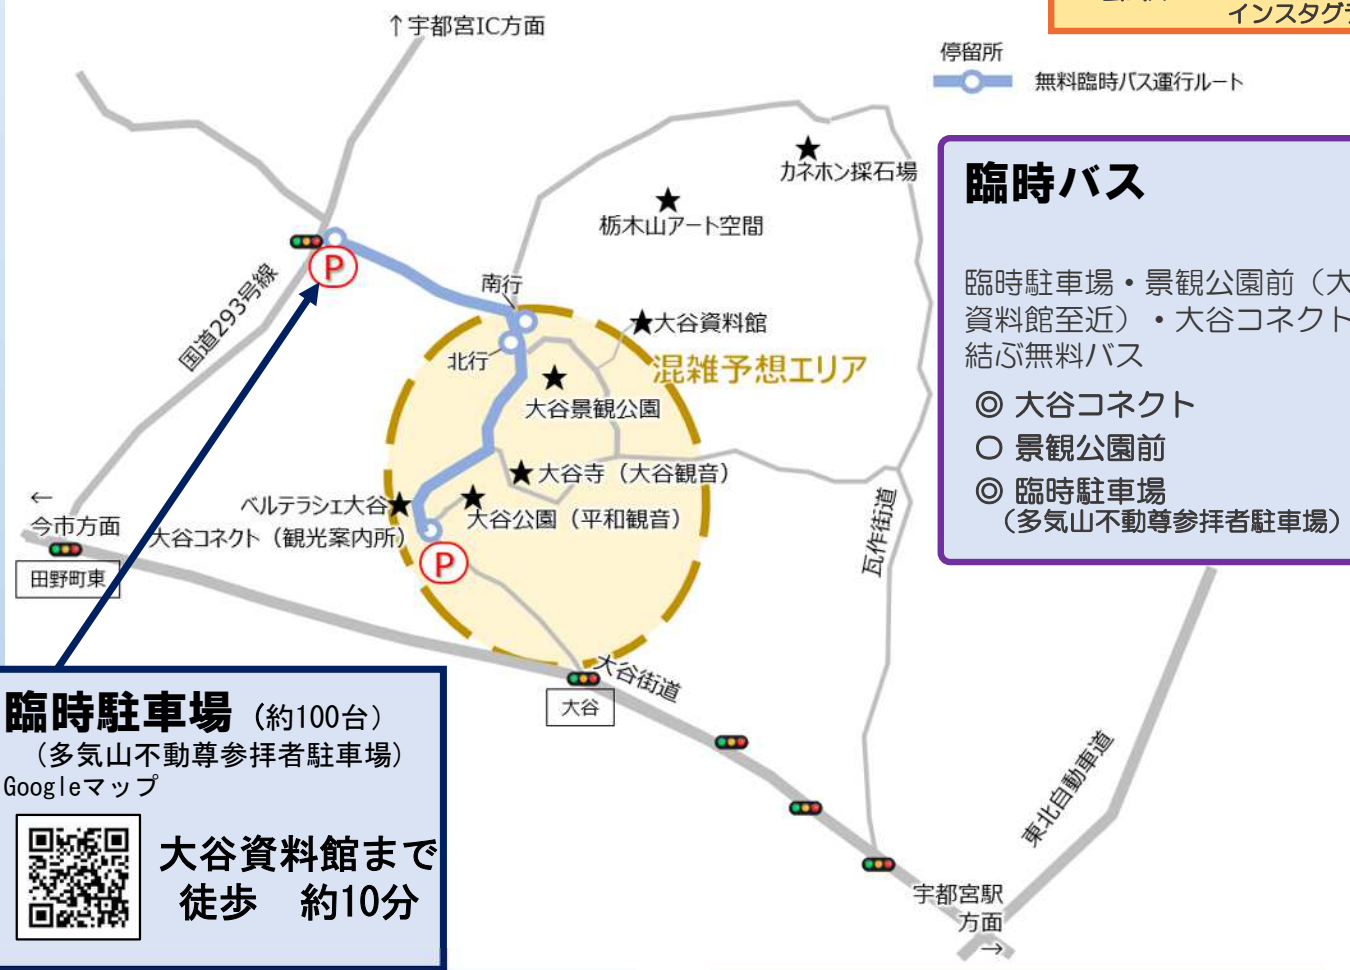 インスタグラ
↑宇都宮IC方面
停留所
無料臨時バス運行ルート
カネホン採石場
栃木山アート空間
臨時バス
臨時駐車場・景観公園前（大
資料館至近）・大谷コネクト
結ぶ無料バス
◎ 大谷コネクト
○ 景観公園前
◎ 臨時駐車場
（多気山不動尊参拝者駐車場）
P
国道293号線
南行
北行
大谷資料館
混雑予想エリア
大谷景観公園
大谷寺（大谷観音）
ベルテラシェ大谷
大谷公園（平和観音）
大谷コネクト（観光案内所）
P
←
今市方面
田野町東
瓦作街道
大谷街道
大谷
東北自動車道
宇都宮駅
方面
→
臨時駐車場（約100台）
（多気山不動尊参拝者駐車場）
Googleマップ
大谷資料館まで
徒歩　約10分